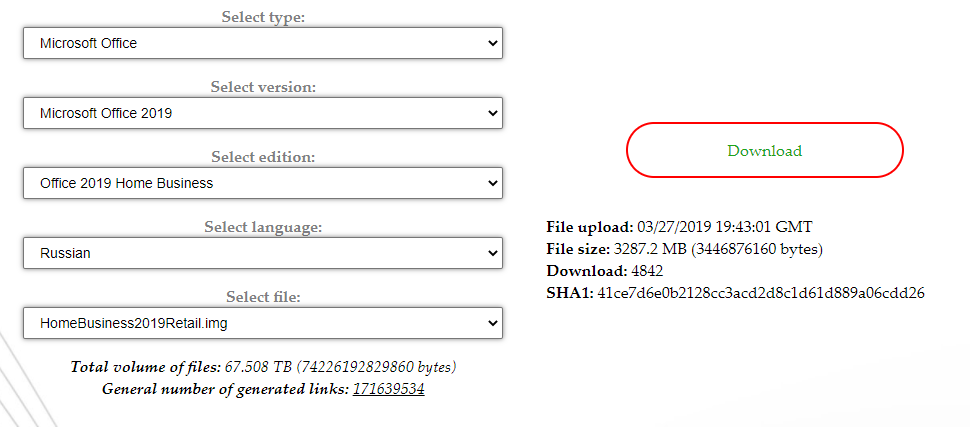 Select type:
Microsoft Office
Select version:
Microsoft Office 2019
Select edition:
Office 2019 Home Business
Select language:
Russian
Select file:
HomeBusiness2019Retail.img
Total volume of files: 67.508 TB (74226192829860 bytes)
General number of generated links: 171639534
Download
File upload: 03/27/2019 19:43:01 GMT
File size: 3287.2 MB (3446876160 bytes)
Download: 4842
SHA1: 41ce7d6e0b2128cc3acd2d8c1d61d889a06cdd26